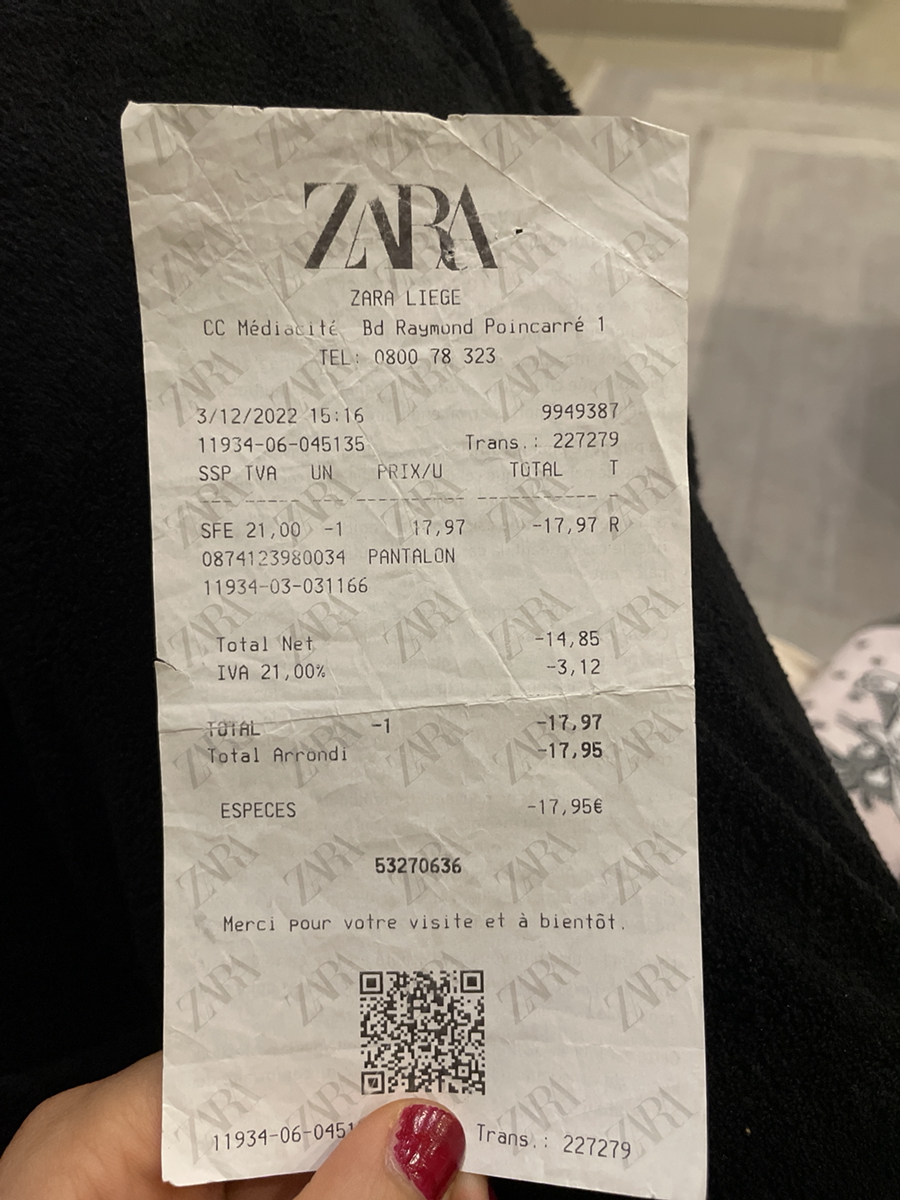 ZARA
ZARA LIEGE
CC Médiacité Bd Raymond Poincarré 1
TEL: 0800 78 323
3/12/2022 15:16 9949387
11934-06-045135 Trans.: 227279
SSP TVA UN PRIX/U TOTAL T
SFE 21,00 -1 17,97 -17,97 R
0874123980034 PANTALON
11934-03-031166
Total Net -14,85
IVA 21,00% -3,12
TOTAL -1 -17,97
Total Arrondi -17,95
ESPECES -17,95€
53270636
Merci pour votre visite et à bientôt.
11934-06-0451 Trans.: 227279